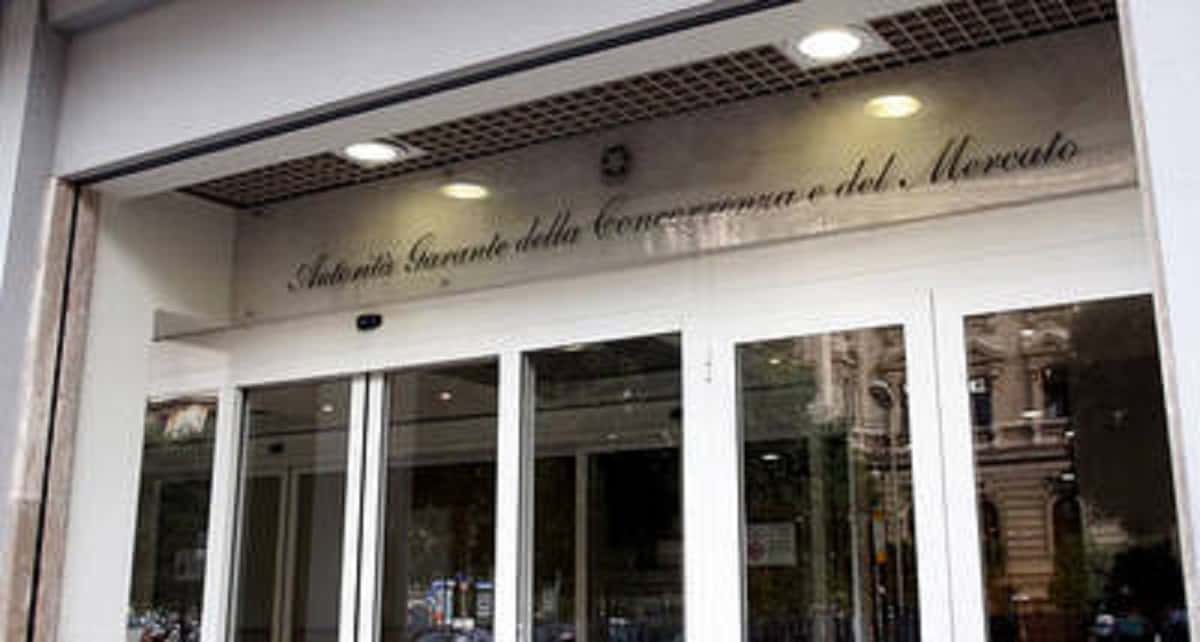 Autorità Garante della Concorrenza e del Mercato